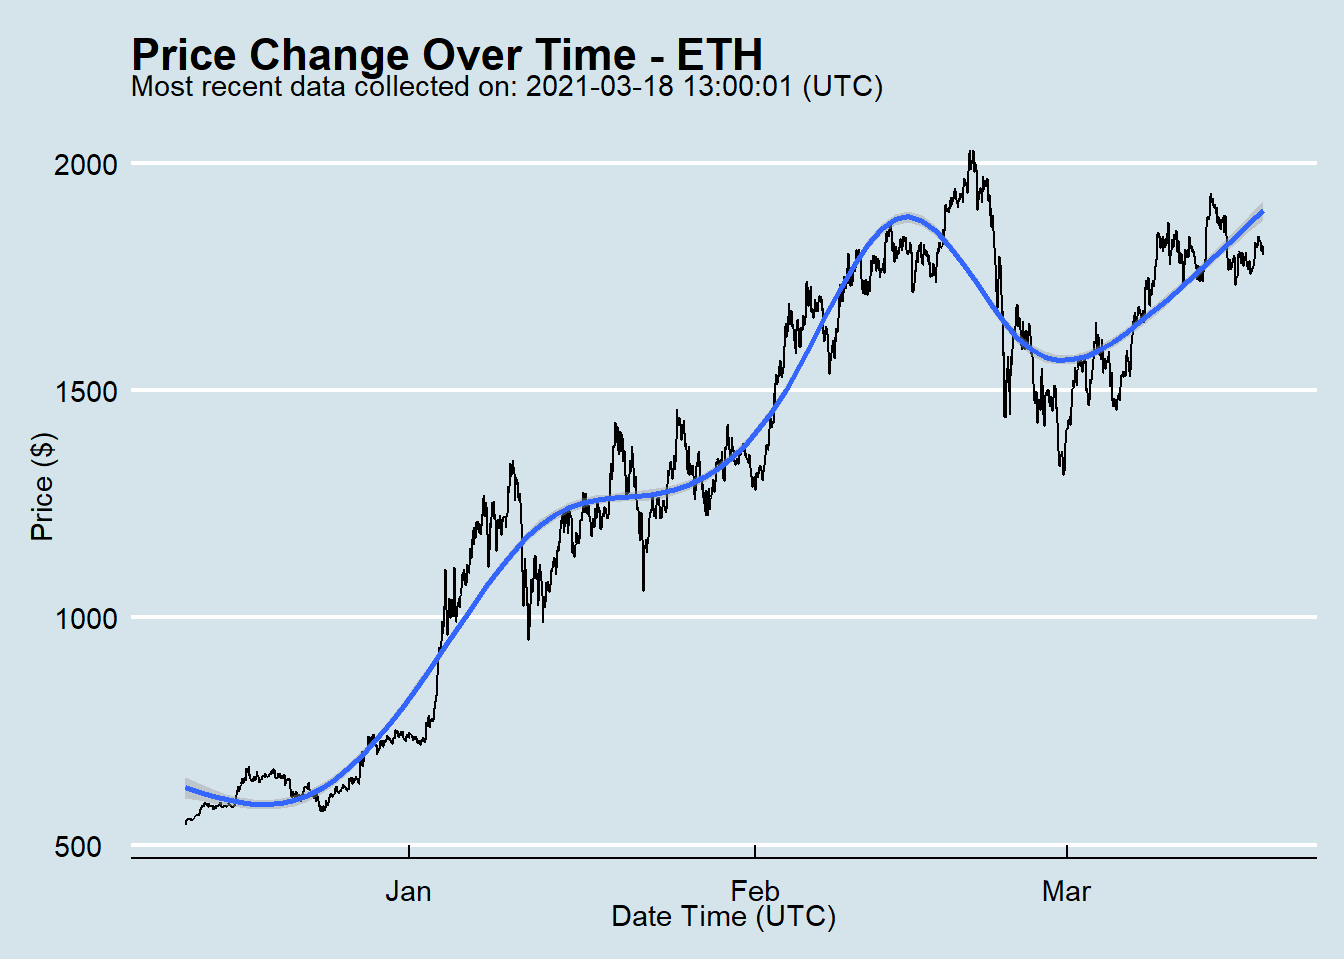 Price Change Over Time - ETH
Most recent data collected on: 2021-03-18 13:00:01 (UTC)
2000
1500
1000
500
Price ($)
Jan
Feb
Mar
Date Time (UTC)